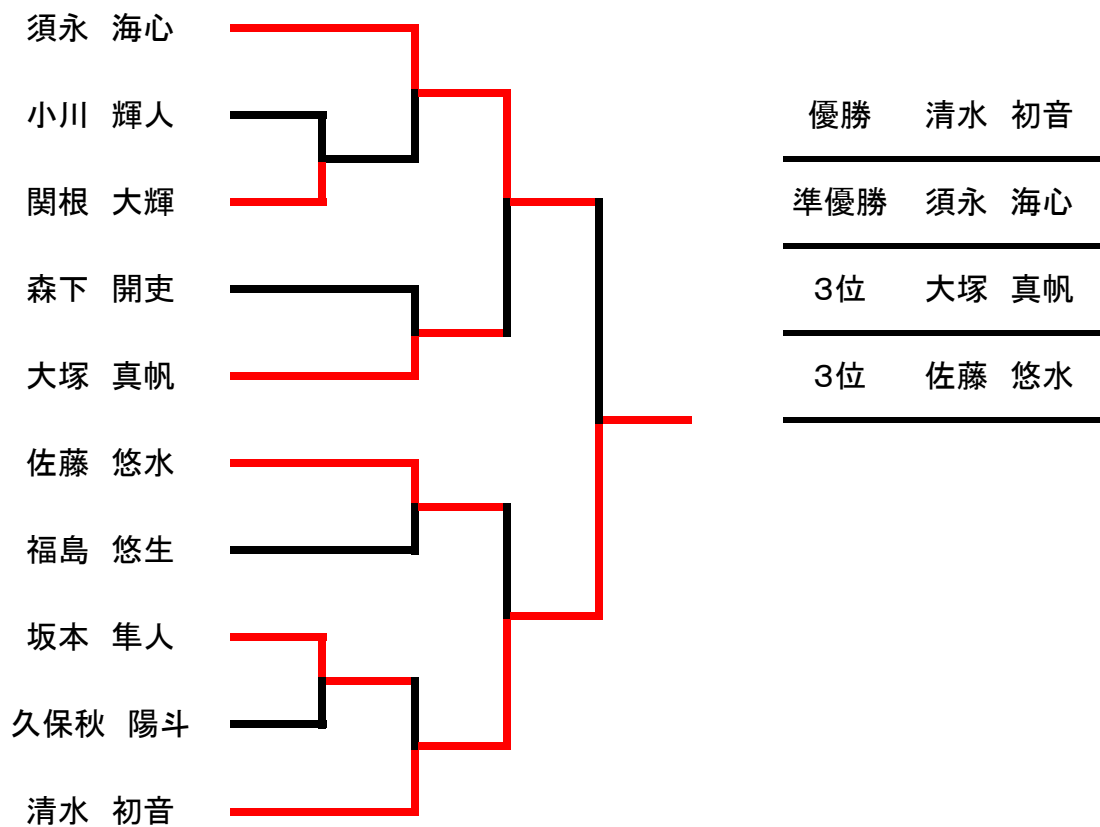 須永 海心
小川 輝人
関根 大輝
森下 開吏
大塚 真帆
佐藤 悠水
福島 悠生
坂本 隼人
久保秋 陽斗
清水 初音
優勝 清水 初音
準優勝 須永 海心
3位 大塚 真帆
3位 佐藤 悠水